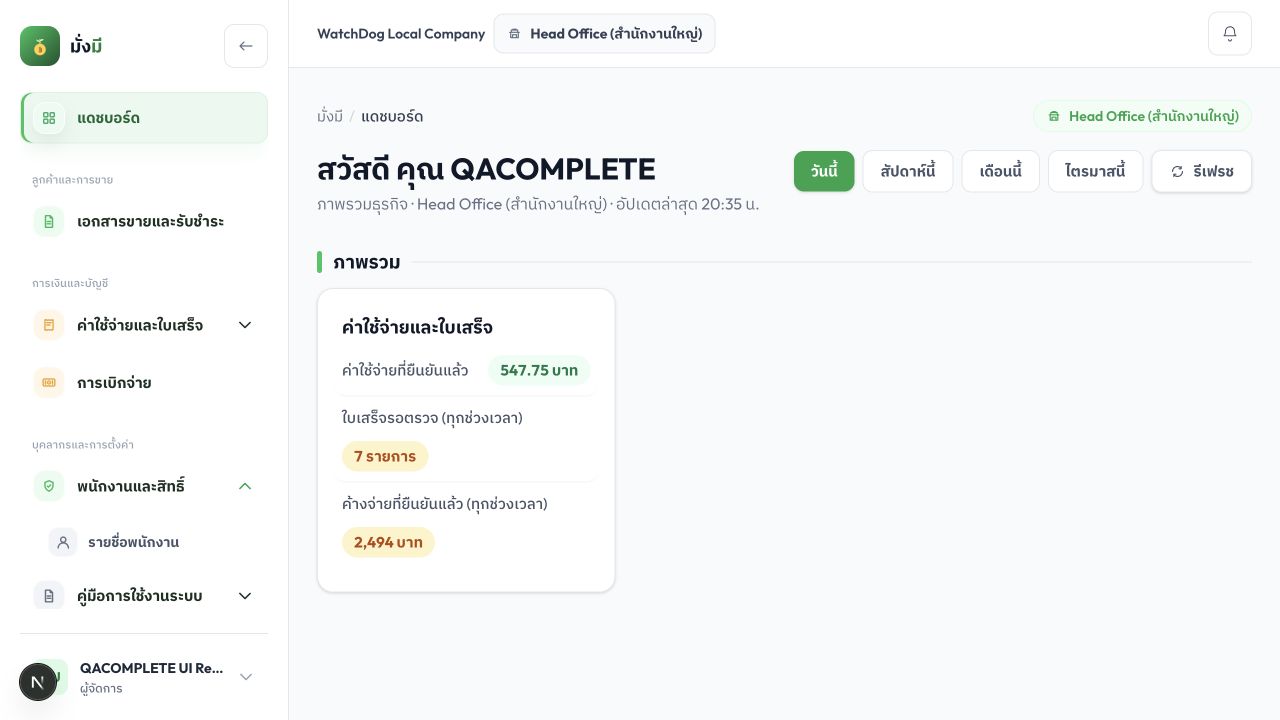 มั่งมี
แดชบอร์ด
ลูกค้าและการขาย
เอกสารขายและรับชำระ
การเงินและบัญชี
ค่าใช้จ่ายและใบเสร็จ
การเบิกจ่าย
บุคลากรและการตั้งค่า
พนักงานและสิทธิ์
รายชื่อพนักงาน
คู่มือการใช้งานระบบ
N
QACOMPLETE UI Re...
ผู้จัดการ
WatchDog Local Company Head Office (สำนักงานใหญ่)
มั่งมี / แดชบอร์ด
Head Office (สำนักงานใหญ่)
สวัสดี คุณ QACOMPLETE
วันนี้ สัปดาห์นี้ เดือนนี้ ไตรมาสนี้ รีเฟรช
ภาพรวมธุรกิจ · Head Office (สำนักงานใหญ่) · อัปเดตล่าสุด 20:35 น.
ภาพรวม
ค่าใช้จ่ายและใบเสร็จ
ค่าใช้จ่ายที่ยืนยันแล้ว 547.75 บาท
ใบเสร็จรอตรวจ (ทุกช่วงเวลา)
7 รายการ
ค้างจ่ายที่ยืนยันแล้ว (ทุกช่วงเวลา)
2,494 บาท